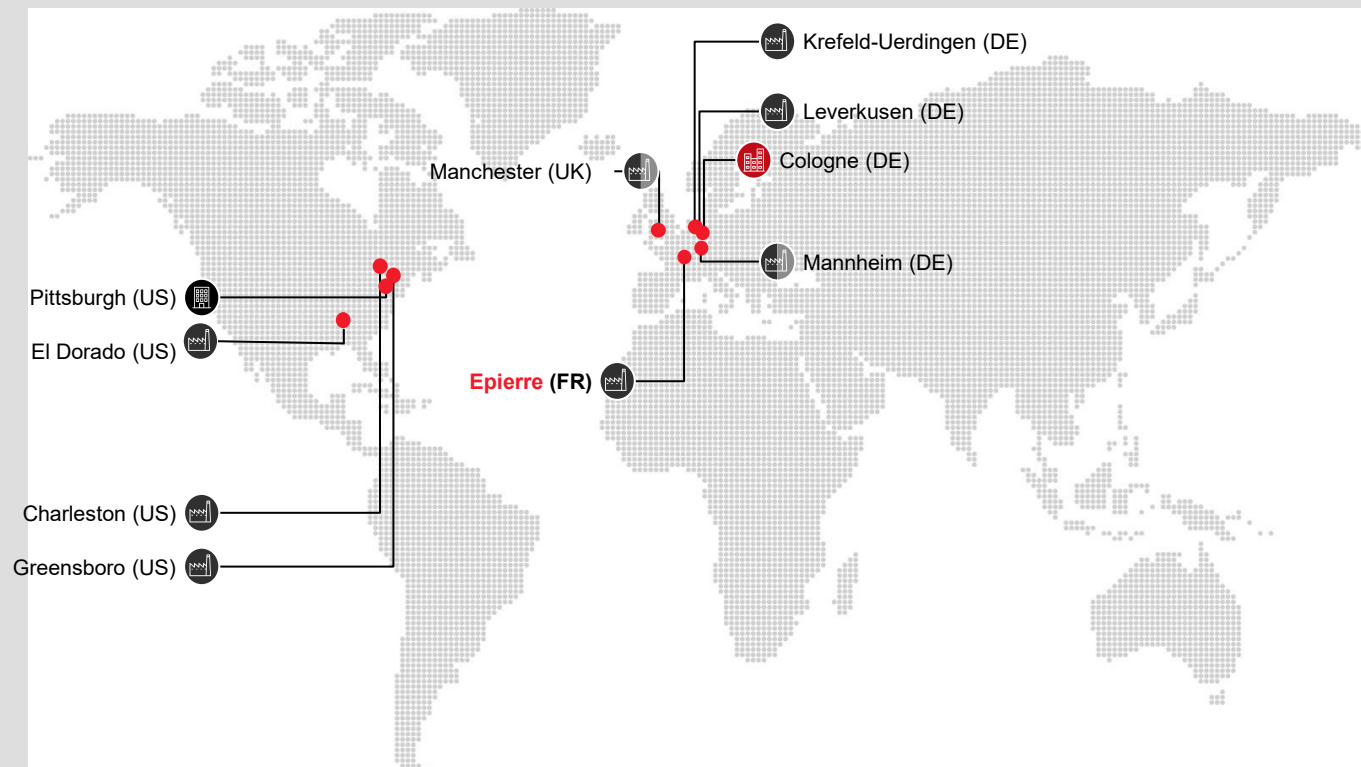 Krefeld-Uerdingen (DE)
Leverkusen (DE)
Cologne (DE)
Manchester (UK)
Mannheim (DE)
Pittsburgh (US)
El Dorado (US)
Epierre (FR)
Charleston (US)
Greensboro (US)